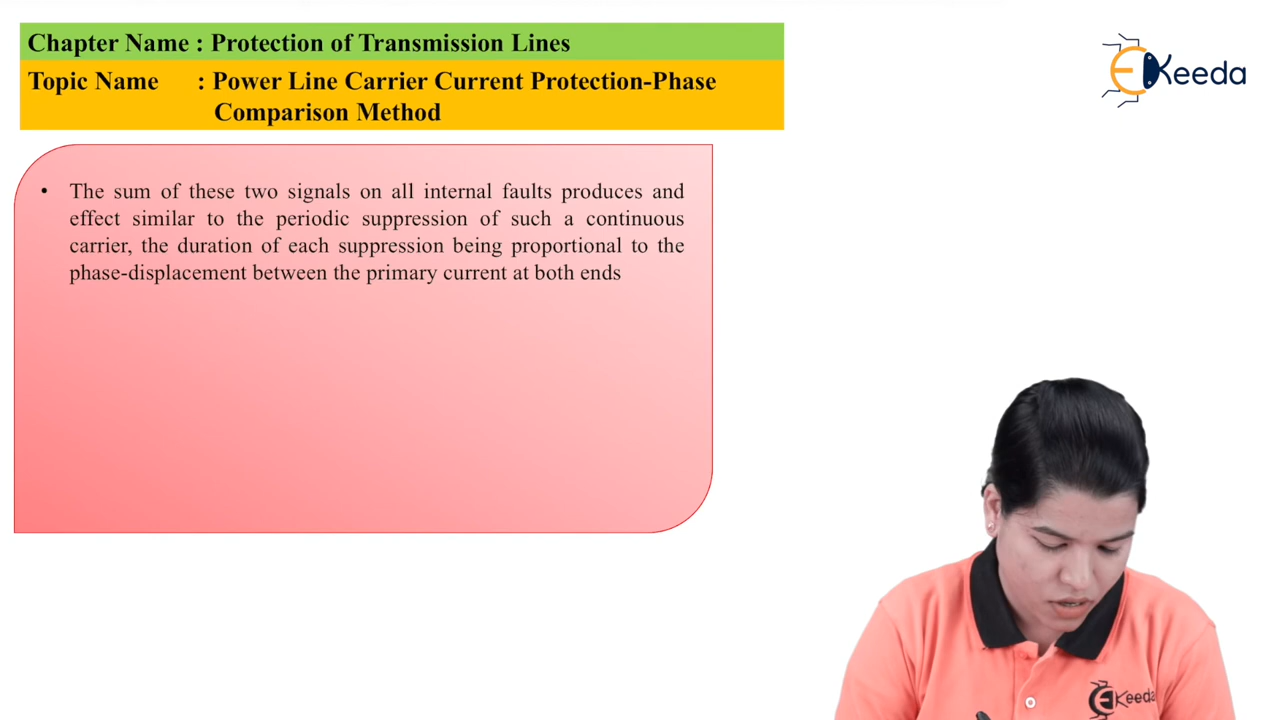 Chapter Name : Protection of Transmission Lines
Topic Name : Power Line Carrier Current Protection-Phase
Comparison Method
EKeeda
• The sum of these two signals on all internal faults produces and
effect similar to the periodic suppression of such a continuous
carrier, the duration of each suppression being proportional to the
phase-displacement between the primary current at both ends
EKeeda